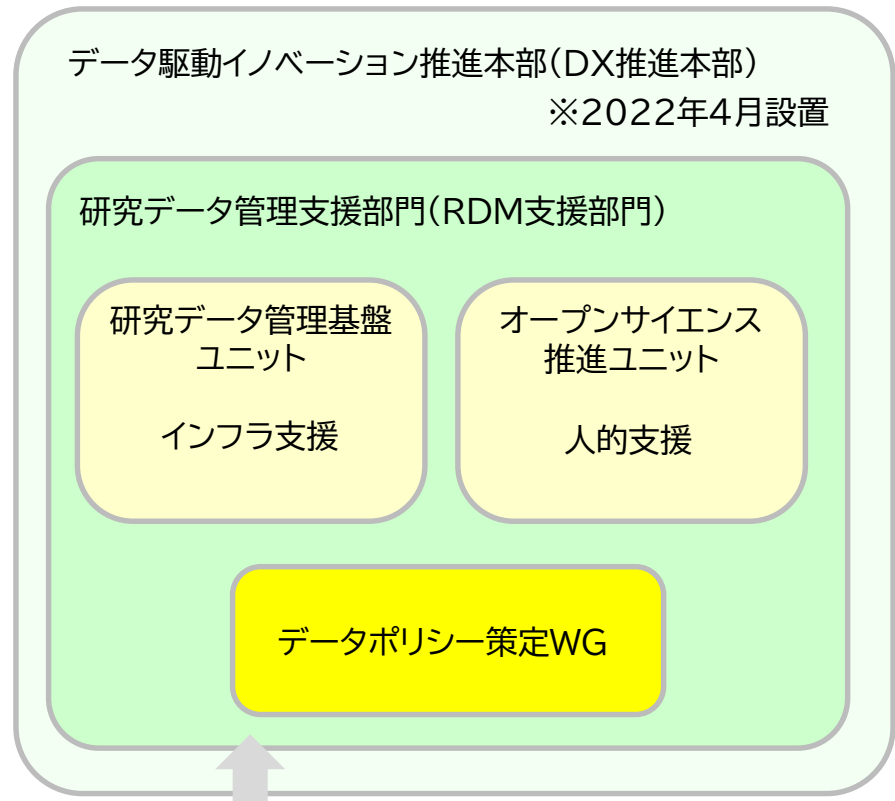 データ駆動イノベーション推進本部(DX推進本部)
※2022年4月設置
研究データ管理支援部門(RDM支援部門)
研究データ管理基盤
ユニット
インフラ支援
オープンサイエンス
推進ユニット
人的支援
データポリシー策定WG